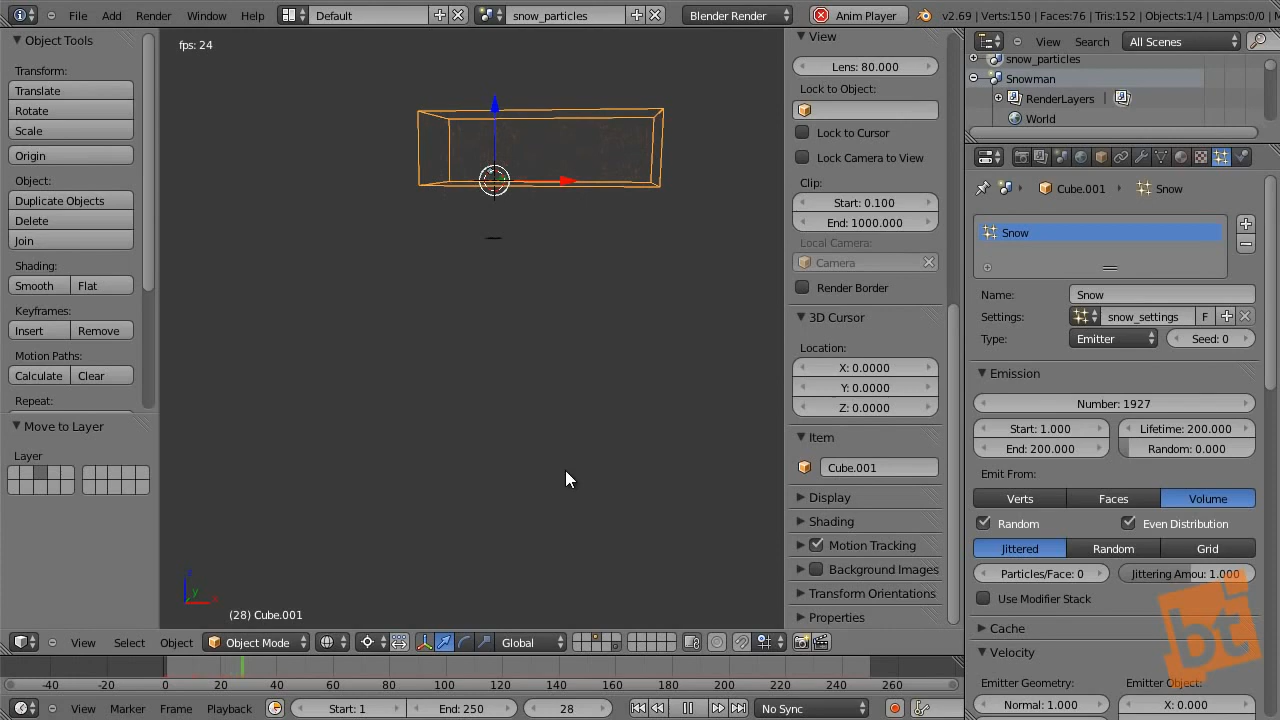 File Add Render Window Help Default snow_particles Blender Render Anim Player v2.69 | Verts:150 | Faces:76 | Tris:152 | Objects:1/4 | Lamps:0/0 |
Object Tools
Transform:
Translate
Rotate
Scale
Origin
Object:
Duplicate Objects
Delete
Join
Shading:
Smooth Flat
Keyframes:
Insert Remove
Motion Paths:
Calculate Clear
Repeat:
Move to Layer
Layer
fps: 24
(28) Cube.001
View
Lens: 80.000
Lock to Object:
Lock to Cursor
Lock Camera to View
Clip:
Start: 0.100
End: 1000.000
Local Camera:
Camera
Render Border
3D Cursor
Location:
X: 0.0000
Y: 0.0000
Z: 0.0000
Item
Cube.001
Display
Shading
Motion Tracking
Background Images
Transform Orientations
Properties
View Search All Scenes
snow_particles
Snowman
RenderLayers |
World
Cube.001 Snow
Snow
Name: Snow
Settings: snow_settings F
Type: Emitter Seed: 0
Emission
Number: 1927
Start: 1.000 Lifetime: 200.000
End: 200.000 Random: 0.000
Emit From:
Verts Faces Volume
Random Even Distribution
Jittered Random Grid
Particles/Face: 0 Jittering Amou: 1.000
Use Modifier Stack
Cache
Velocity
Emitter Geometry: Emitter Object:
Normal: 1.000 X: 0.000
bt
View Select Object Object Mode Global
-40 -20 0 20 40 60 80 100 120 140 160 180 200 220 240 260
View Marker Frame Playback Start: 1 End: 250 28 No Sync